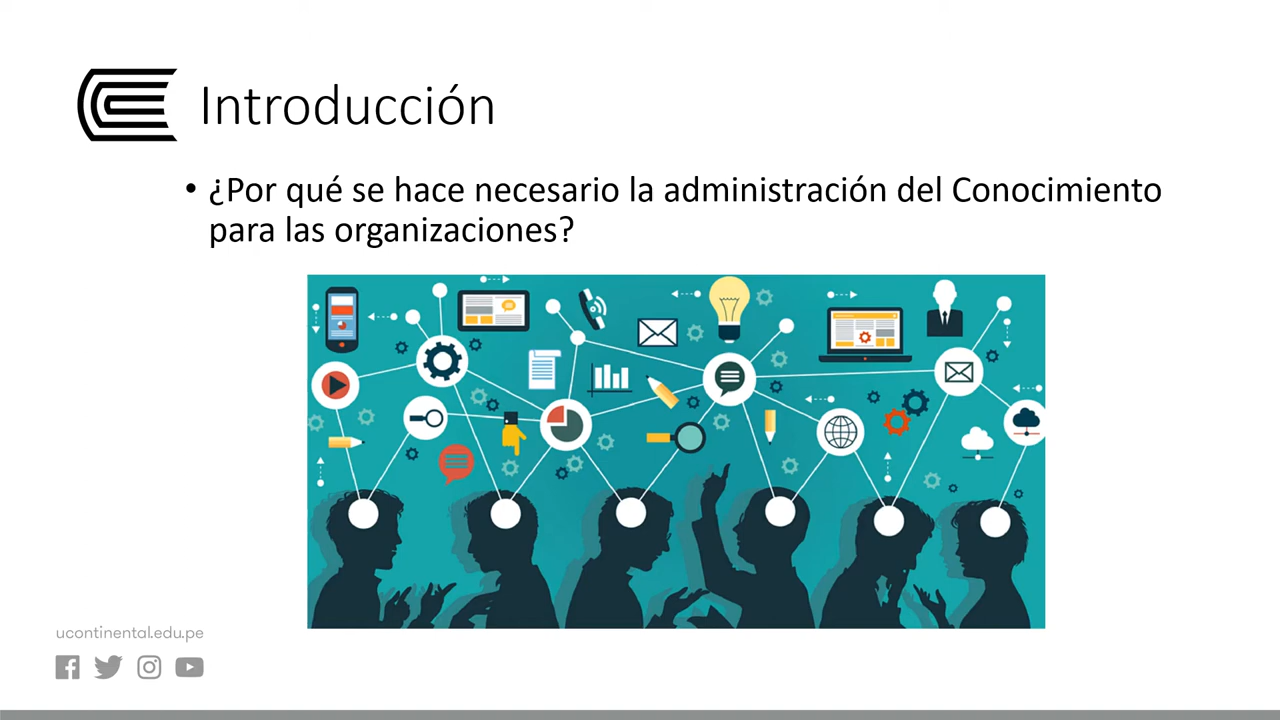 Introducción
• ¿Por qué se hace necesario la administración del Conocimiento
para las organizaciones?
ucontinental.edu.pe